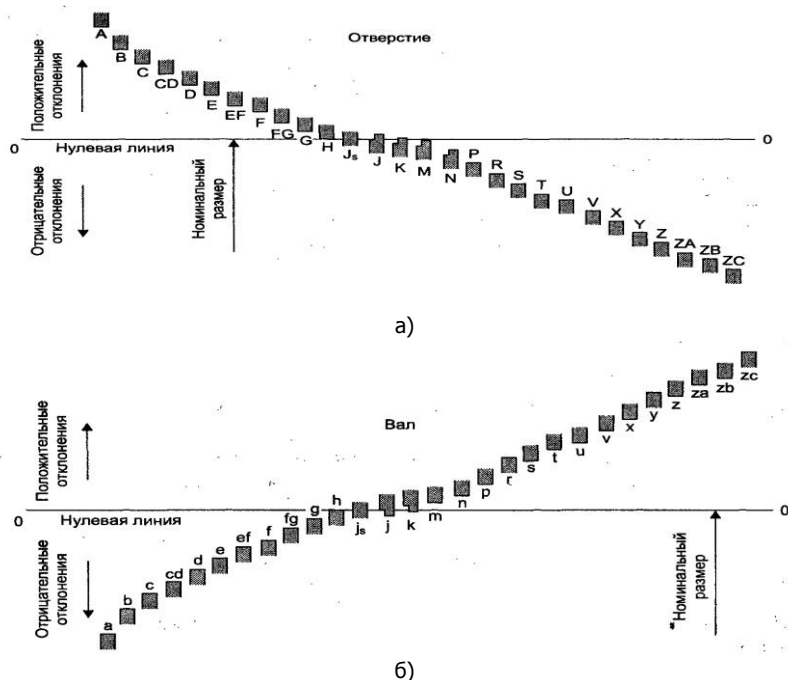 Отверстие
Положительные
отклонения
A
B
C
CD
D
E
EF
F
FG
G
H
Js
J
K
M
N
P
R
S
T
U
V
X
Y
Z
ZA
ZB
ZC
0
Нулевая линия
0
Отрицательные
отклонения
Номинальный
размер
а)
Вал
Положительные
отклонения
zc
zb
za
z
y
x
v
u
t
s
r
p
n
m
k
j
js
h
g
fg
f
ef
e
d
cd
c
b
a
0
Нулевая линия
0
Отрицательные
отклонения
Номинальный
размер
б)